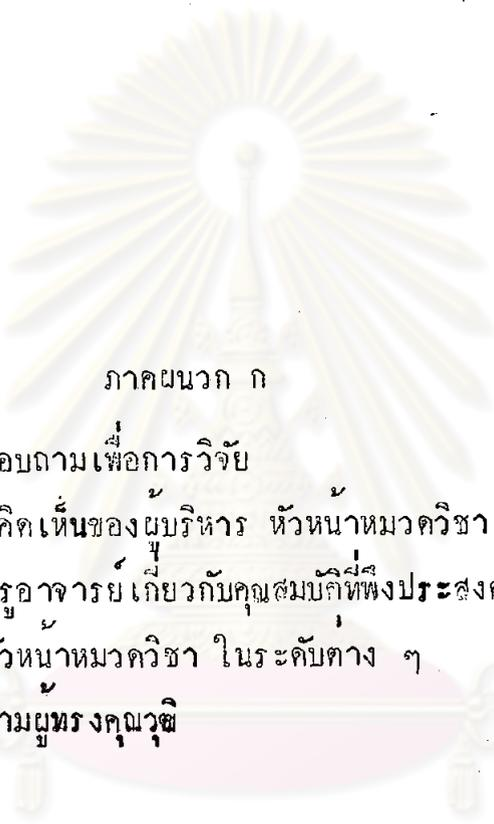 ภาคผนวก ก
อบถามเพื่อการวิจัย
คิดเห็นของผู้บริหาร หัวหน้าหมวดวิชา
รูอาจารย์เกี่ยวกับคุณสมบัติที่พึงประสงค
วหน้าหมวดวิชา ในระดับต่าง ๆ
ามผู้ทรงคุณวุฒิ